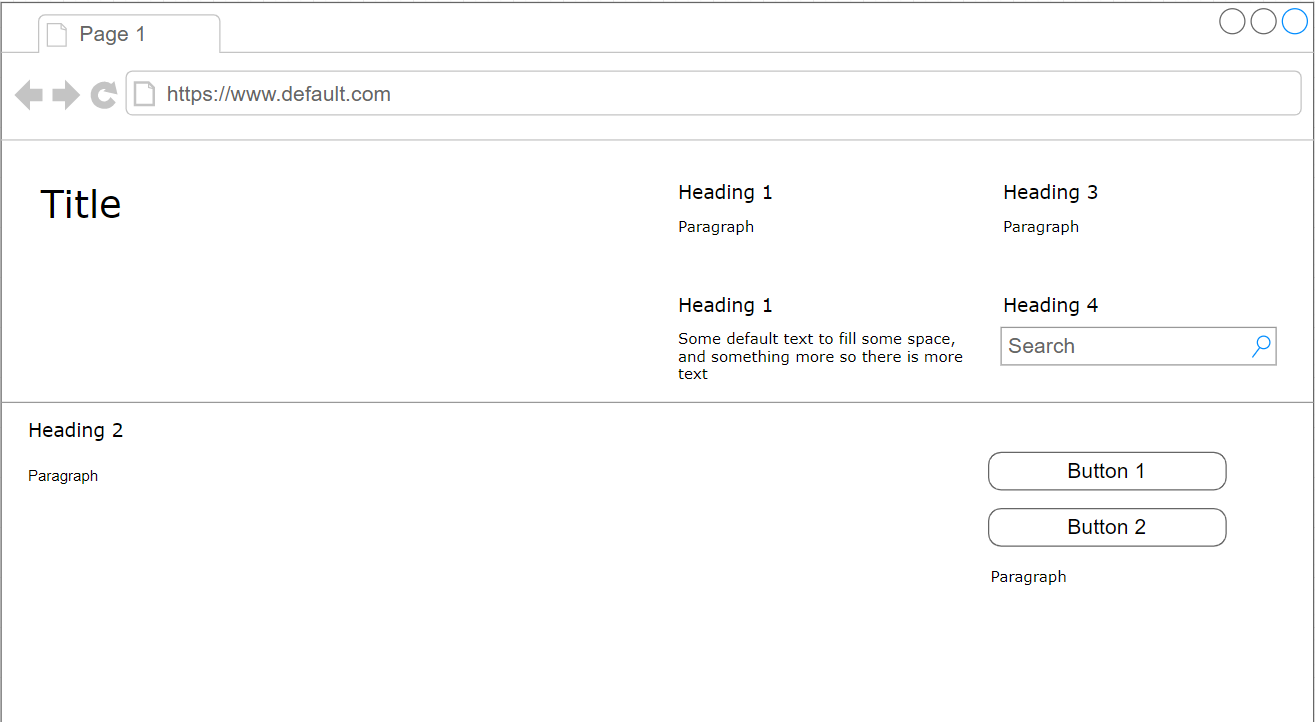 Page 1
https://www.default.com
Title
Heading 1
Paragraph
Heading 3
Paragraph
Heading 1
Some default text to fill some space,
and something more so there is more
text
Heading 4
Search
Heading 2
Paragraph
Button 1
Button 2
Paragraph